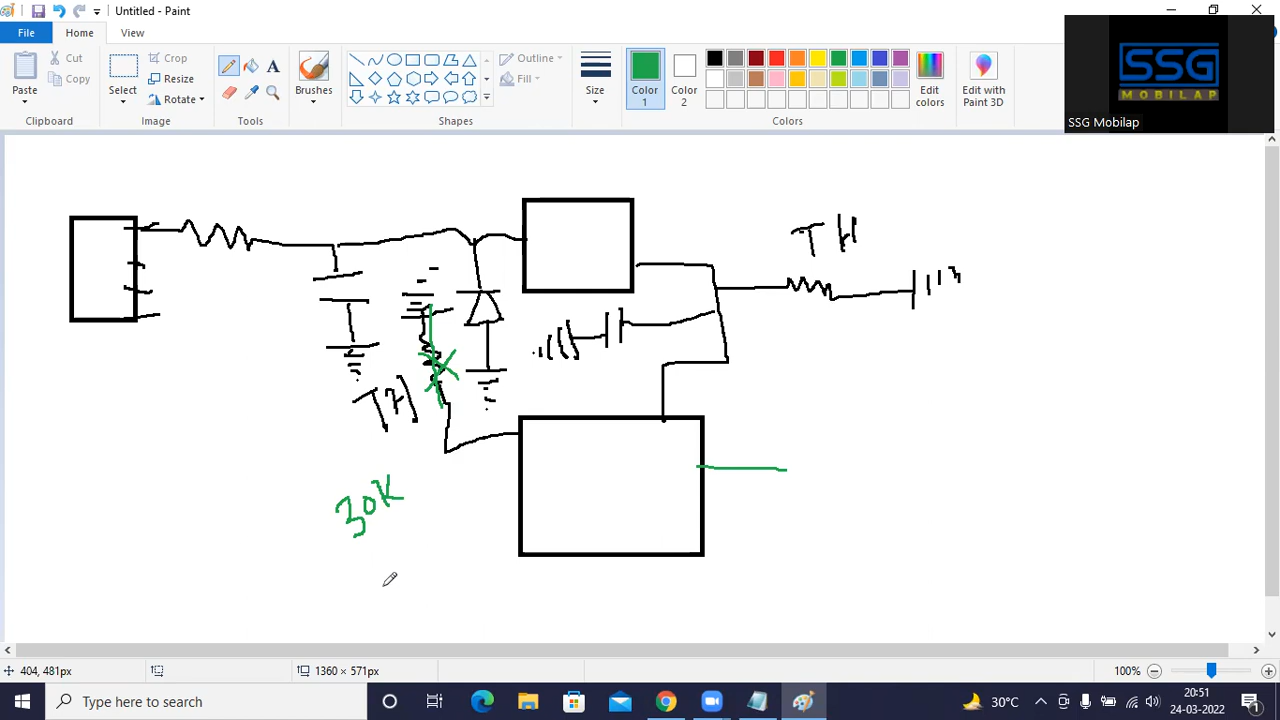 Untitled - Paint
File
Home
View
Paste
Cut
Copy
Clipboard
Select
Crop
Resize
Rotate
Image
Tools
Brushes
Shapes
Outline
Fill
Size
Color 1
Color 2
Colors
Edit colors
Edit with Paint 3D
SSG
MOBILAP
SSG Mobilap
TH
TH
30K
404, 481px
1360 × 571px
100%
Type here to search
30°C
20:51
24-03-2022
1